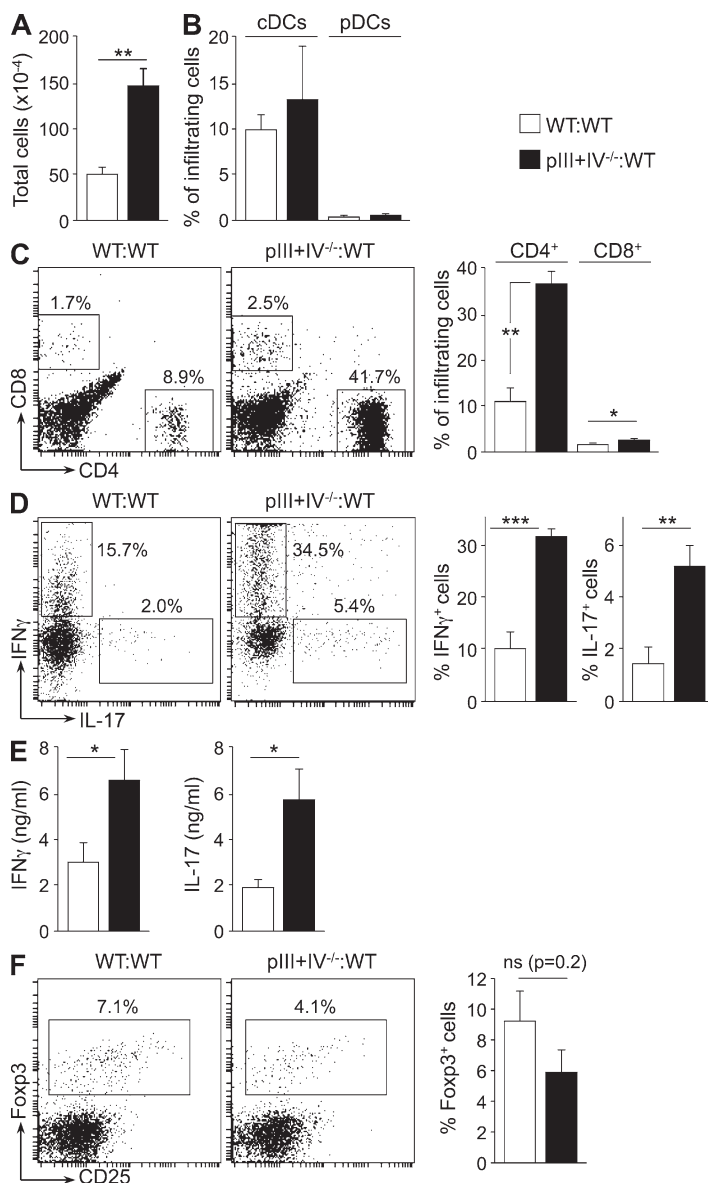 A
Total cells (x10⁻⁴)
200
150
100
50
0
**
B
% of infiltrating cells
cDCs pDCs
20
15
10
5
0
WT:WT
pIII+IV⁻/⁻:WT
C
WT:WT
pIII+IV⁻/⁻:WT
1.7%
8.9%
2.5%
41.7%
CD8
CD4
% of infiltrating cells
CD4⁺ CD8⁺
40
30
20
10
0
**
*
D
WT:WT
pIII+IV⁻/⁻:WT
15.7%
2.0%
34.5%
5.4%
IFNγ
IL-17
% IFNγ⁺ cells
30
20
10
0
***
% IL-17⁺ cells
6
4
2
0
**
E
IFNγ (ng/ml)
8
6
4
2
0
*
IL-17 (ng/ml)
8
6
4
2
0
*
F
WT:WT
pIII+IV⁻/⁻:WT
7.1%
4.1%
Foxp3
CD25
% Foxp3⁺ cells
ns (p=0.2)
12
10
8
6
4
2
0